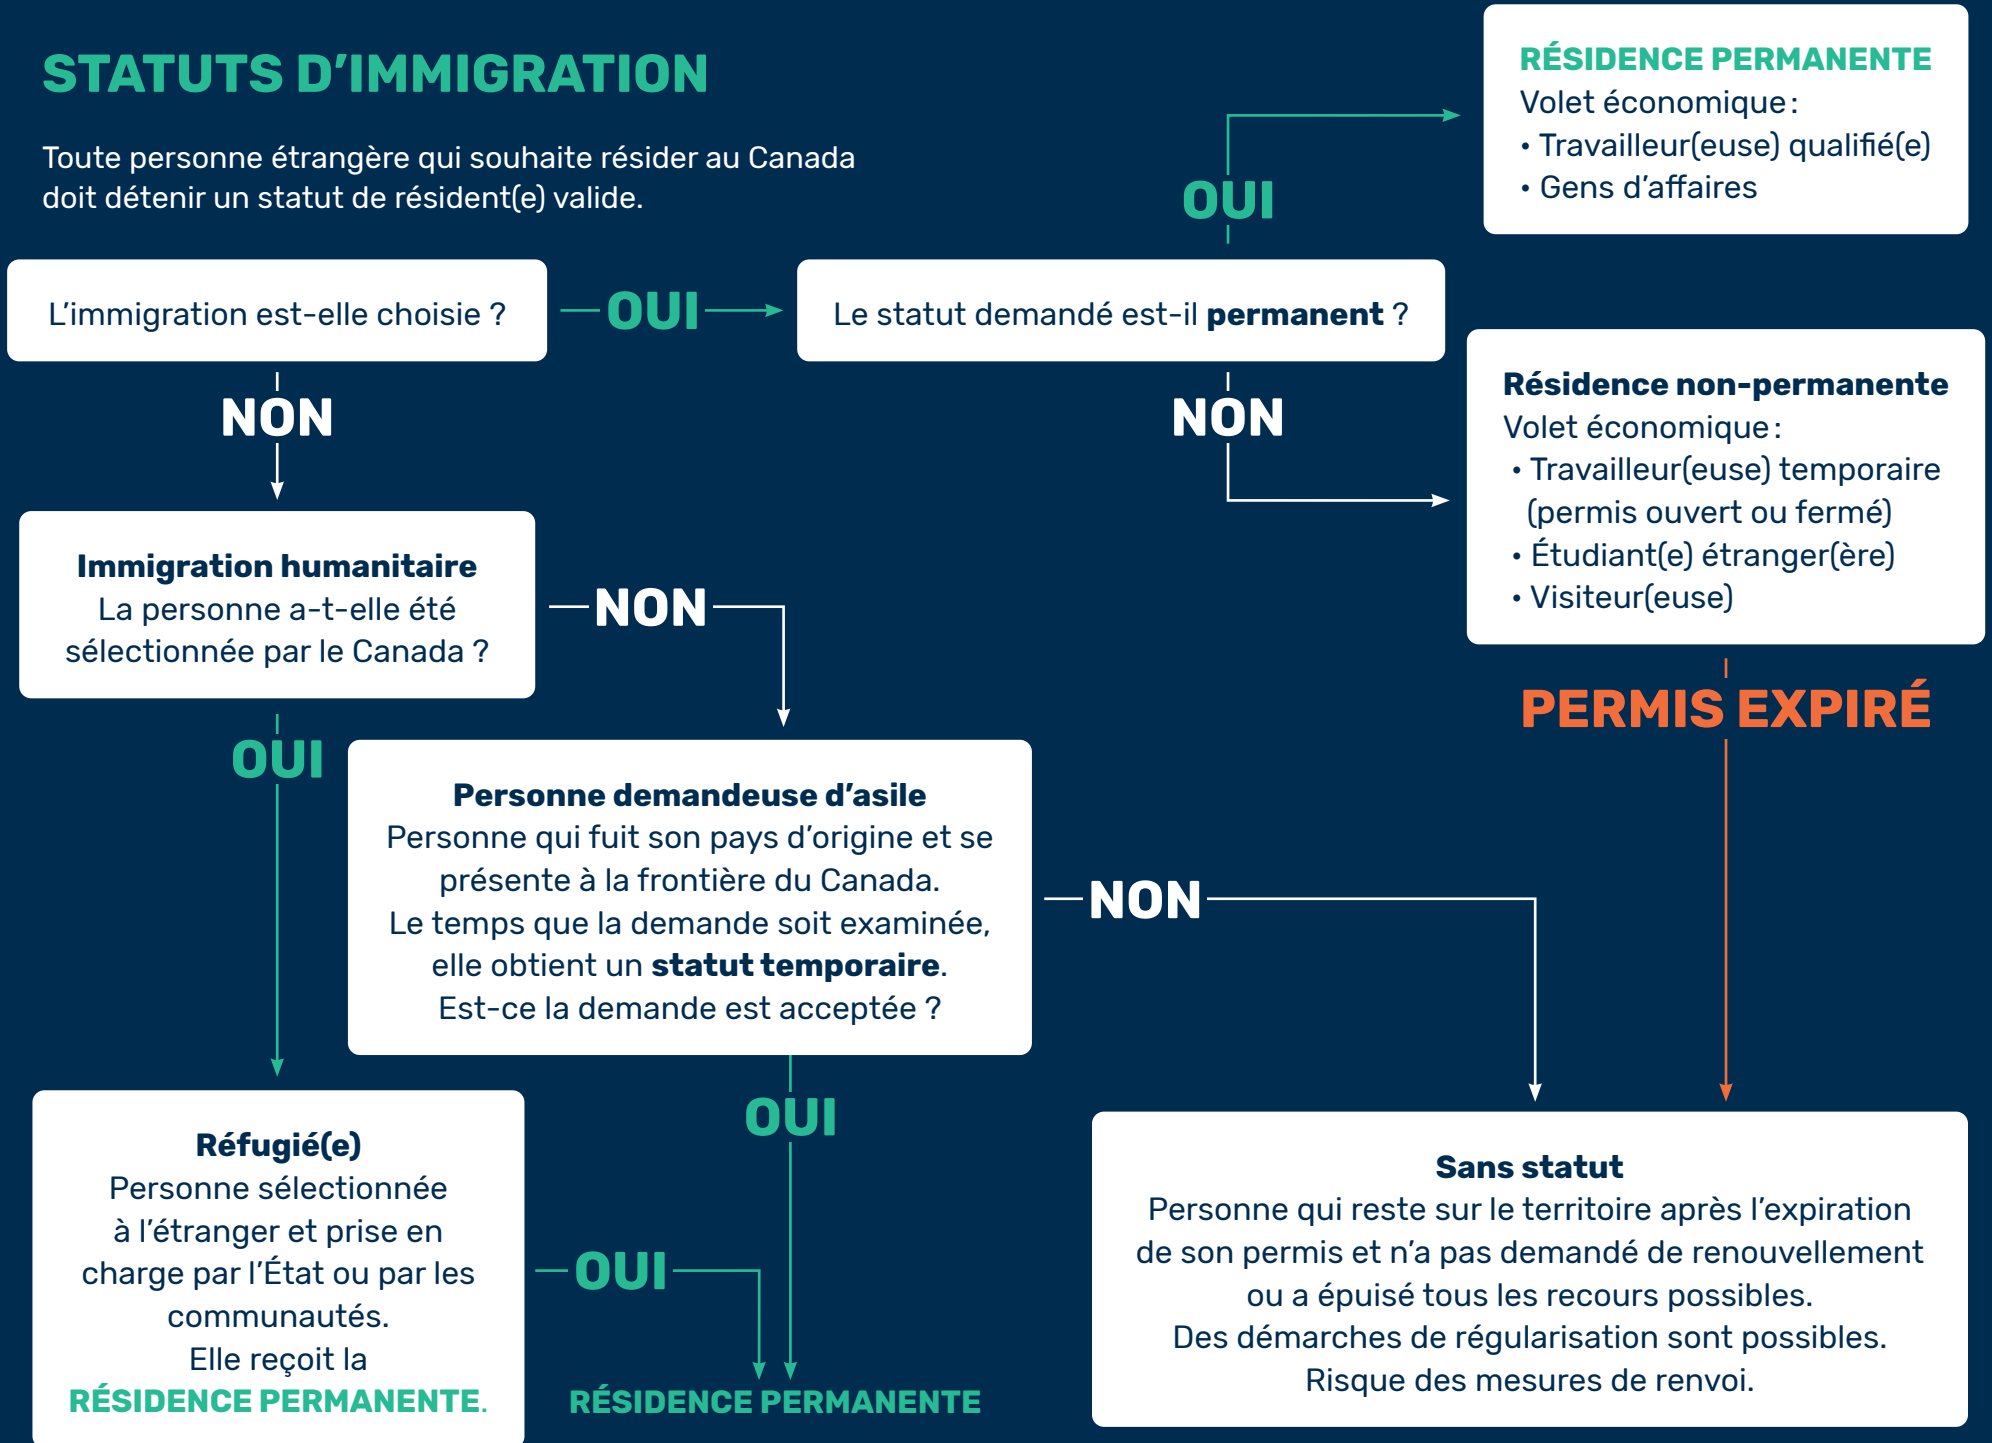 STATUTS D’IMMIGRATION
Toute personne étrangère qui souhaite résider au Canada
doit détenir un statut de résident(e) valide.
RÉSIDENCE PERMANENTE
Volet économique :
• Travailleur(euse) qualifié(e)
• Gens d’affaires
OUI
L’immigration est-elle choisie ?
OUI
Le statut demandé est-il permanent ?
NON
NON
Résidence non-permanente
Volet économique :
• Travailleur(euse) temporaire
(permis ouvert ou fermé)
• Étudiant(e) étranger(ère)
• Visiteur(euse)
Immigration humanitaire
La personne a-t-elle été
sélectionnée par le Canada ?
NON
PERMIS EXPIRÉ
OUI
Personne demandeuse d’asile
Personne qui fuit son pays d’origine et se
présente à la frontière du Canada.
Le temps que la demande soit examinée,
elle obtient un statut temporaire.
Est-ce la demande est acceptée ?
NON
OUI
Réfugié(e)
Personne sélectionnée
à l’étranger et prise en
charge par l’État ou par les
communautés.
Elle reçoit la
RÉSIDENCE PERMANENTE.
OUI
RÉSIDENCE PERMANENTE
Sans statut
Personne qui reste sur le territoire après l’expiration
de son permis et n’a pas demandé de renouvellement
ou a épuisé tous les recours possibles.
Des démarches de régularisation sont possibles.
Risque des mesures de renvoi.